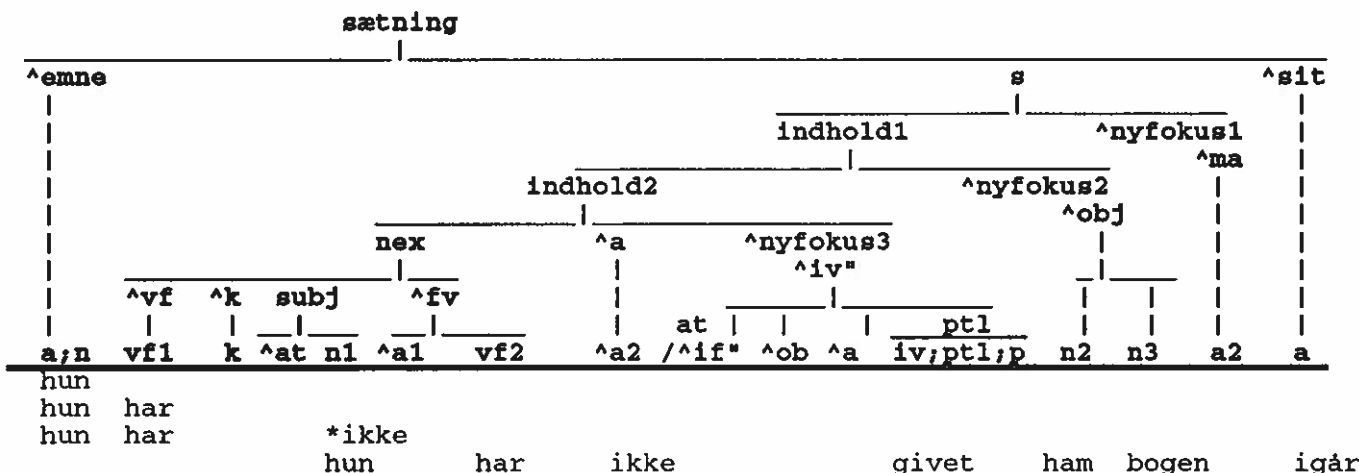 sætning
^emne s ^sit
indhold1 ^nyfokus1
^ma
indhold2 ^nyfokus2
^obj
nex ^a ^nyfokus3
^iv"
^vf ^k subj ^fv
at ptl
a;n vf1 k ^at n1 ^a1 vf2 ^a2 /^if" ^ob ^a iv;ptl;p n2 n3 a2 a
hun
hun har
hun har *ikke
hun har ikke givet ham bogen igår